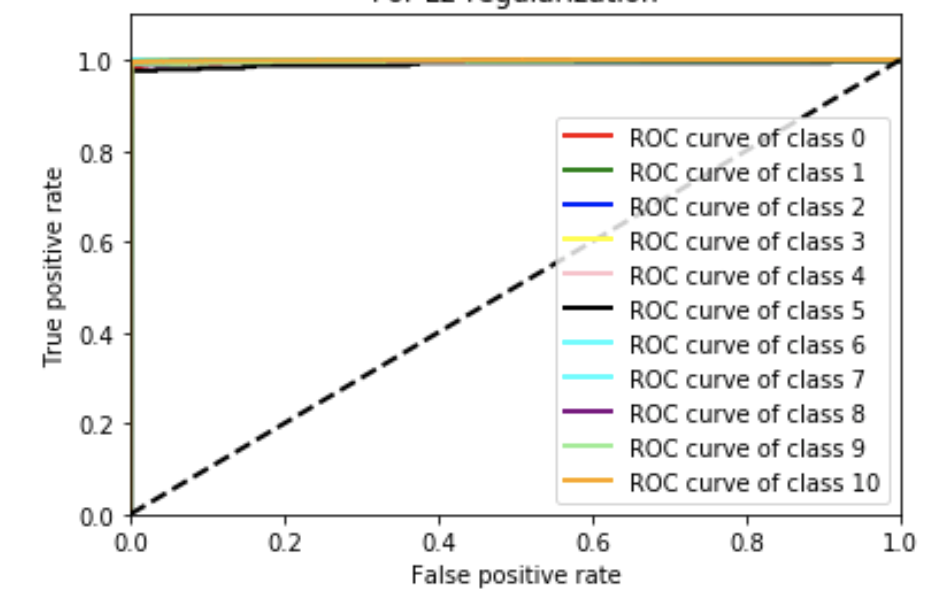 For L2 regularization
1.0
0.8
0.6
0.4
0.2
0.0
True positive rate
ROC curve of class 0
ROC curve of class 1
ROC curve of class 2
ROC curve of class 3
ROC curve of class 4
ROC curve of class 5
ROC curve of class 6
ROC curve of class 7
ROC curve of class 8
ROC curve of class 9
ROC curve of class 10
0.0 0.2 0.4 0.6 0.8 1.0
False positive rate